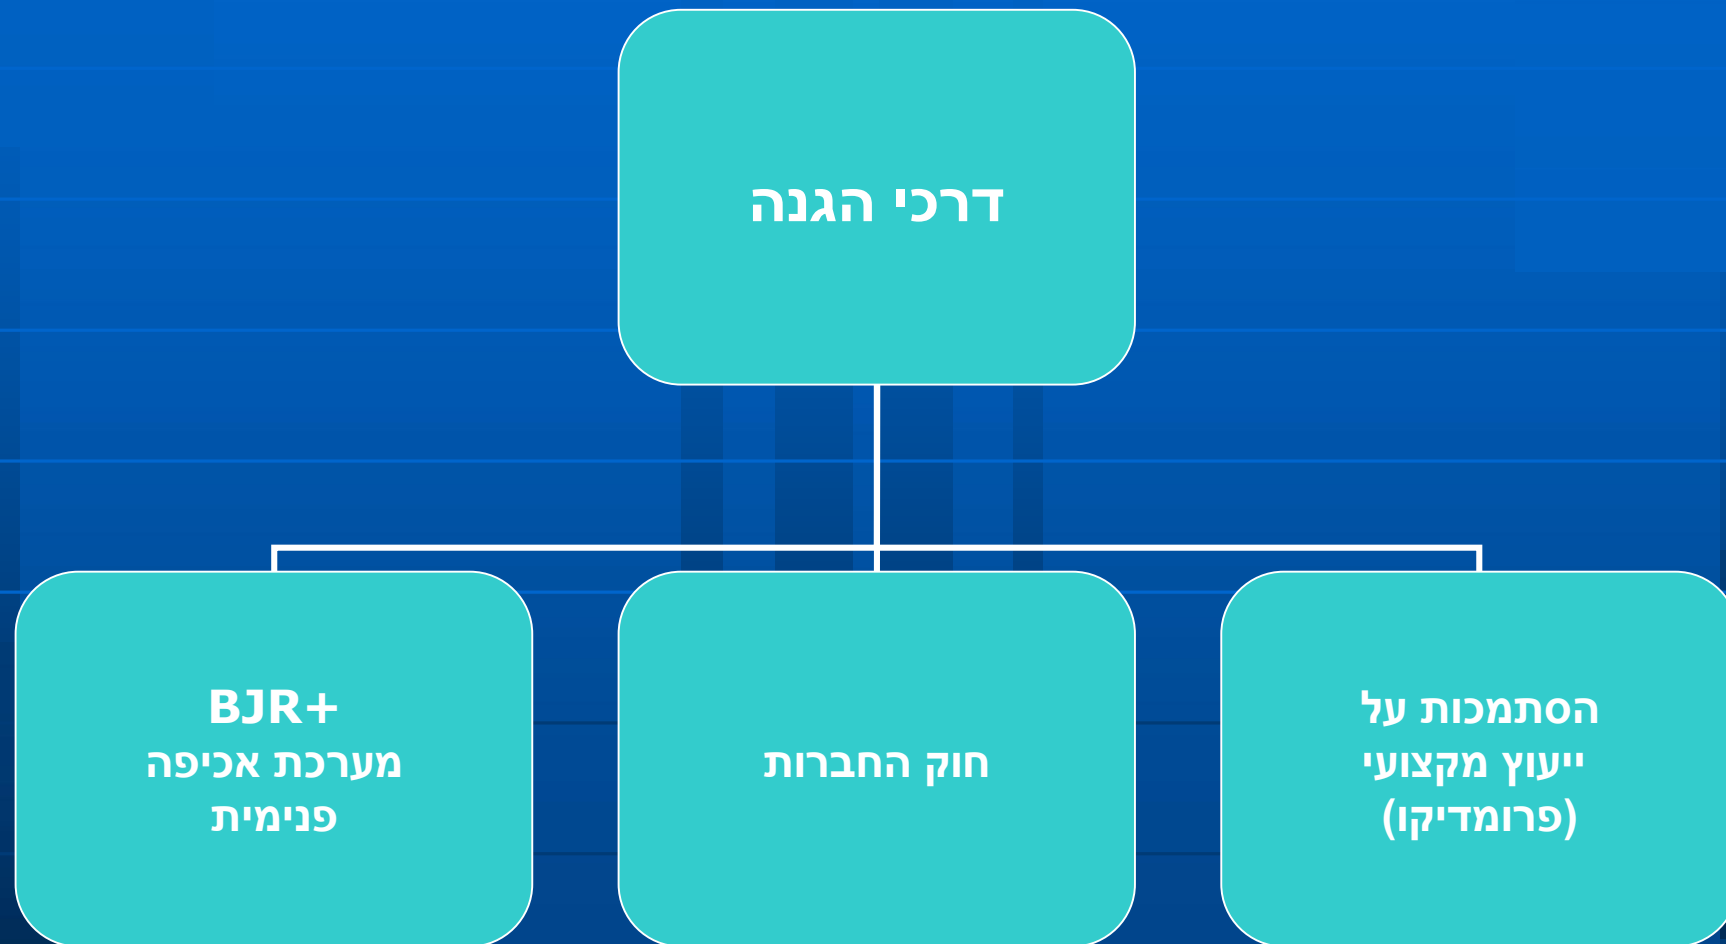 דרכי הגנה
הסתמכות על
ייעוץ מקצועי
(פרומדיקו)
חוק החברות
BJR+
מערכת אכיפה
פנימית